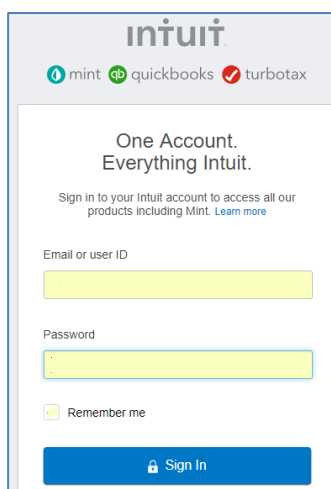 intuit
mint quickbooks turbotax
One Account.
Everything Intuit.
Sign in to your Intuit account to access all our
products including Mint. Learn more
Email or user ID
Password
Remember me
Sign In